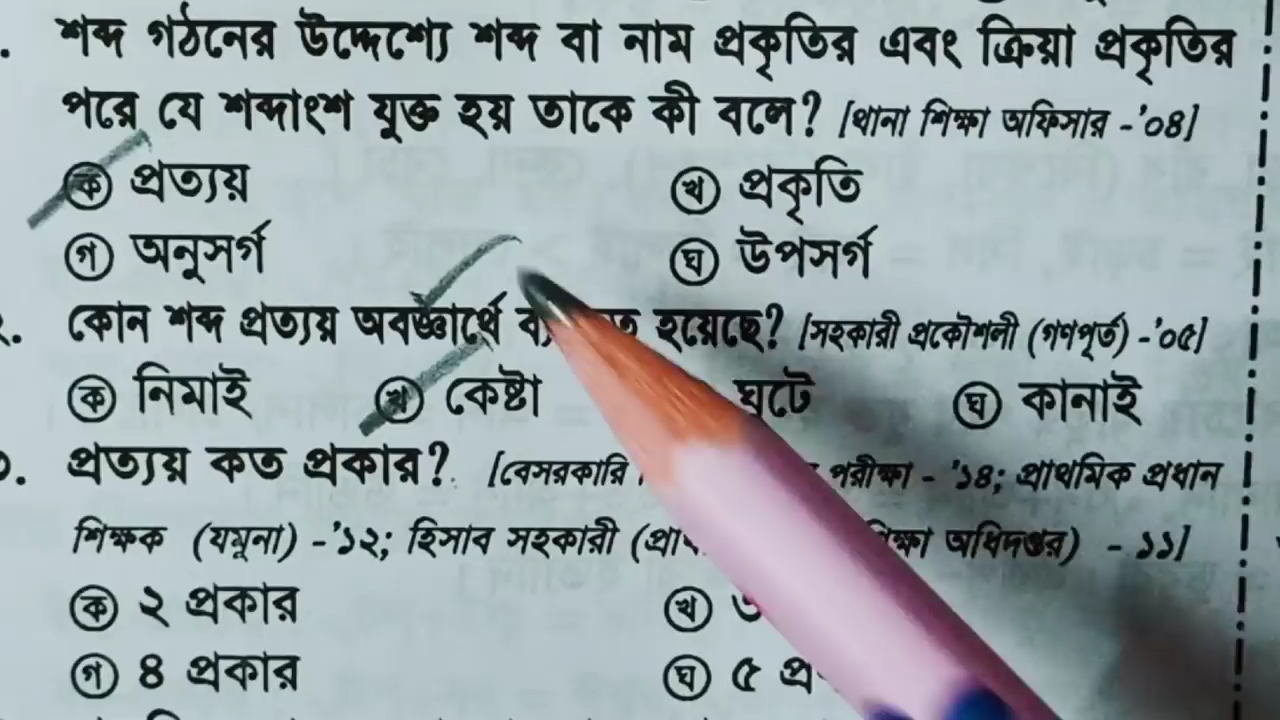 . শব্দ গঠনের উদ্দেশ্যে শব্দ বা নাম প্রকৃতির এবং ক্রিয়া প্রকৃতির
পরে যে শব্দাংশ যুক্ত হয় তাকে কী বলে? [থানা শিক্ষা অফিসার -'০৪]
ক প্রত্যয় খ প্রকৃতি
গ অনুসর্গ ঘ উপসর্গ
কোন শব্দ প্রত্যয় অবজ্ঞার্থে হয়েছে? [সহকারী প্রকৌশলী (গণপূর্ত) -'০৫]
ক নিমাই খ কেষ্টা ঘটে ঘ কানাই
প্রত্যয় কত প্রকার? [বেসরকারি পরীক্ষা - '১৪; প্রাথমিক প্রধান
শিক্ষক (যমুনা) -'১২; হিসাব সহকারী অধিদপ্তর) - ১১]
ক ২ প্রকার খ
গ ৪ প্রকার ঘ ৫